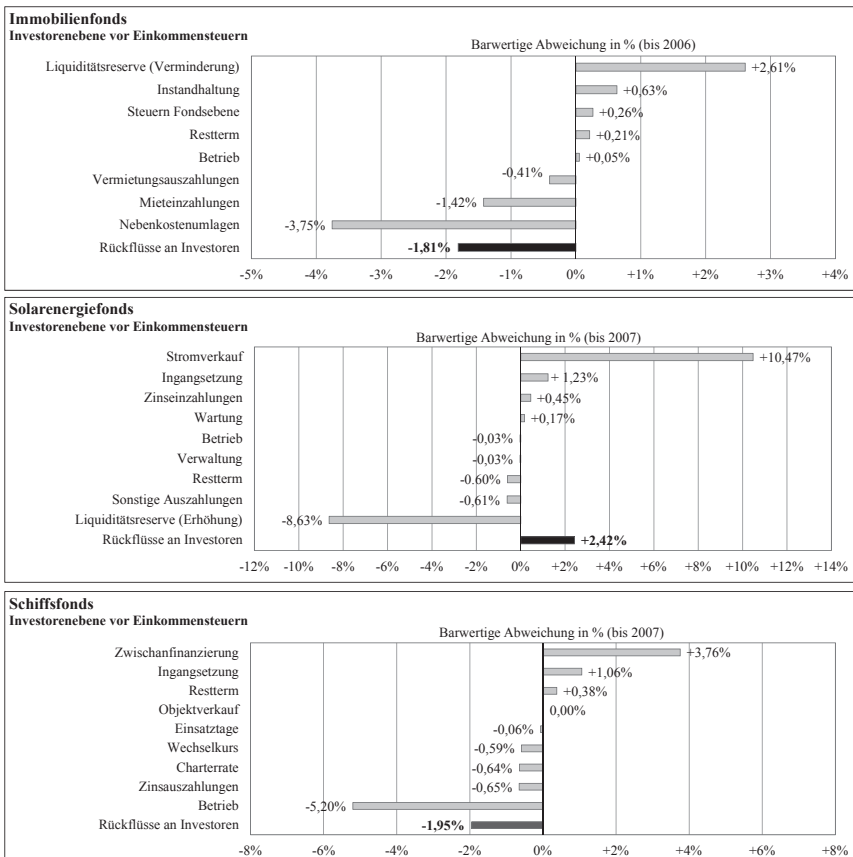 Immobilienfonds
Investorenebene vor Einkommensteuern
Barwertige Abweichung in % (bis 2006)
Liquiditätsreserve (Verminderung) +2,61%
Instandhaltung +0,63%
Steuern Fondsebene +0,26%
Restterm +0,21%
Betrieb +0,05%
Vermietungsauszahlungen -0,41%
Mieteinzahlungen -1,42%
Nebenkostenumlagen -3,75%
Rückflüsse an Investoren -1,81%
-5% -4% -3% -2% -1% 0% +1% +2% +3% +4%
Solarenergiefonds
Investorenebene vor Einkommensteuern
Barwertige Abweichung in % (bis 2007)
Stromverkauf +10,47%
Ingangsetzung + 1,23%
Zinseinzahlungen +0,45%
Wartung +0,17%
Betrieb -0,03%
Verwaltung -0,03%
Restterm -0.60%
Sonstige Auszahlungen -0,61%
Liquiditätsreserve (Erhöhung) -8,63%
Rückflüsse an Investoren +2,42%
-12% -10% -8% -6% -4% -2% 0% +2% +4% +6% +8% +10% +12% +14%
Schiffsfonds
Investorenebene vor Einkommensteuern
Barwertige Abweichung in % (bis 2007)
Zwischanfinanzierung +3,76%
Ingangsetzung +1,06%
Restterm +0,38%
Objektverkauf 0,00%
Einsatztage -0,06%
Wechselkurs -0,59%
Charterrate -0,64%
Zinsauszahlungen -0,65%
Betrieb -5,20%
Rückflüsse an Investoren -1,95%
-8% -6% -4% -2% 0% +2% +4% +6% +8%